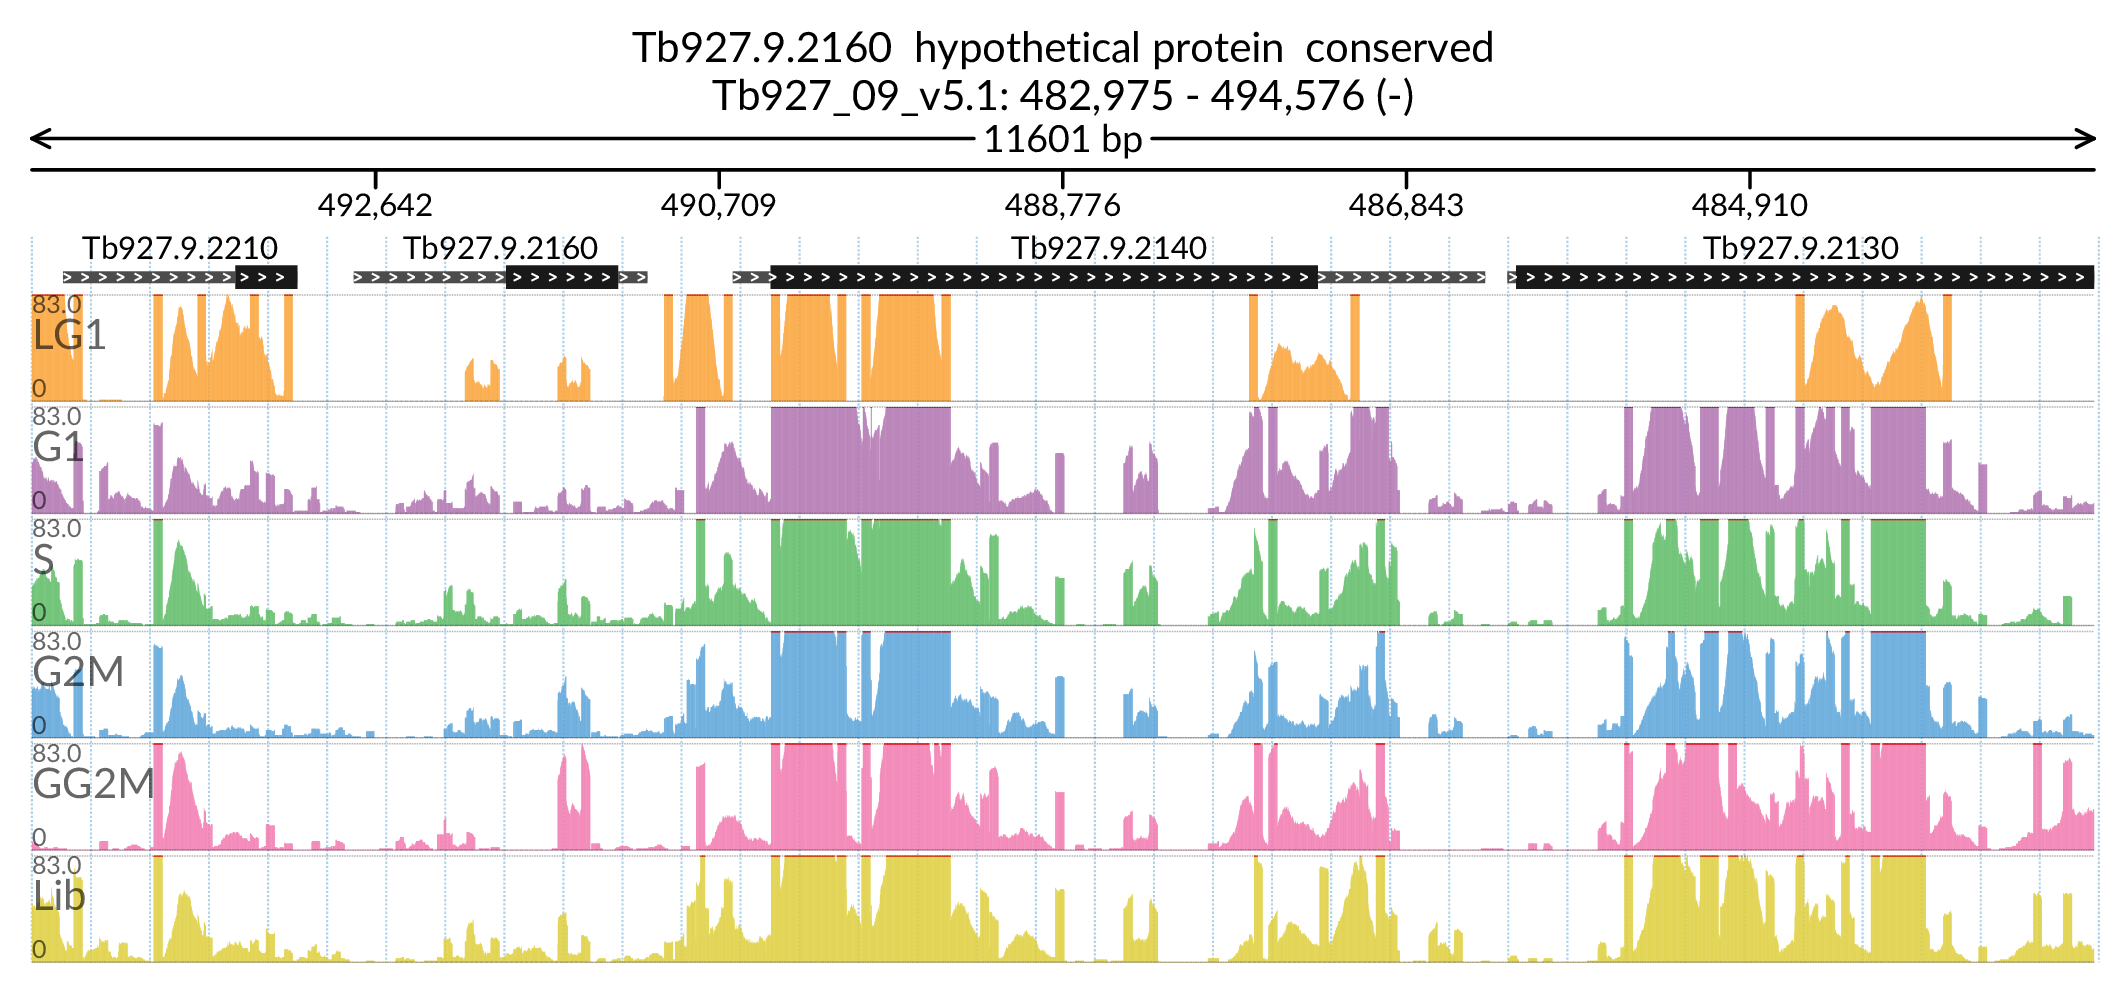 Tb927.9.2160 hypothetical protein conserved
Tb927_09_v5.1: 482,975 - 494,576 (-)
11601 bp
492,642 490,709 488,776 486,843 484,910
Tb927.9.2210 Tb927.9.2160 Tb927.9.2140 Tb927.9.2130
83.0
LG1
0
83.0
G1
0
83.0
S
0
83.0
G2M
0
83.0
GG2M
0
83.0
Lib
0